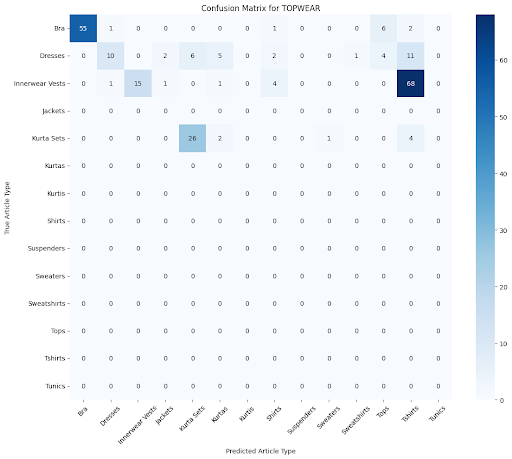 Confusion Matrix for TOPWEAR
Bra 55 1 0 0 0 0 0 1 0 0 0 6 2 0
Dresses 0 10 0 2 6 5 0 2 0 0 1 4 11 0
Innerwear Vests 0 1 15 1 0 1 0 4 0 0 0 0 68 0
Jackets 0 0 0 0 0 0 0 0 0 0 0 0 0 0
Kurta Sets 0 0 0 0 26 2 0 0 0 1 0 0 4 0
Kurtas 0 0 0 0 0 0 0 0 0 0 0 0 0 0
Kurtis 0 0 0 0 0 0 0 0 0 0 0 0 0 0
Shirts 0 0 0 0 0 0 0 0 0 0 0 0 0 0
Suspenders 0 0 0 0 0 0 0 0 0 0 0 0 0 0
Sweaters 0 0 0 0 0 0 0 0 0 0 0 0 0 0
Sweatshirts 0 0 0 0 0 0 0 0 0 0 0 0 0 0
Tops 0 0 0 0 0 0 0 0 0 0 0 0 0 0
Tshirts 0 0 0 0 0 0 0 0 0 0 0 0 0 0
Tunics 0 0 0 0 0 0 0 0 0 0 0 0 0 0
True Article Type
Bra Dresses Innerwear Vests Jackets Kurta Sets Kurtas Kurtis Shirts Suspenders Sweaters Sweatshirts Tops Tshirts Tunics
Predicted Article Type
60
50
40
30
20
10
0